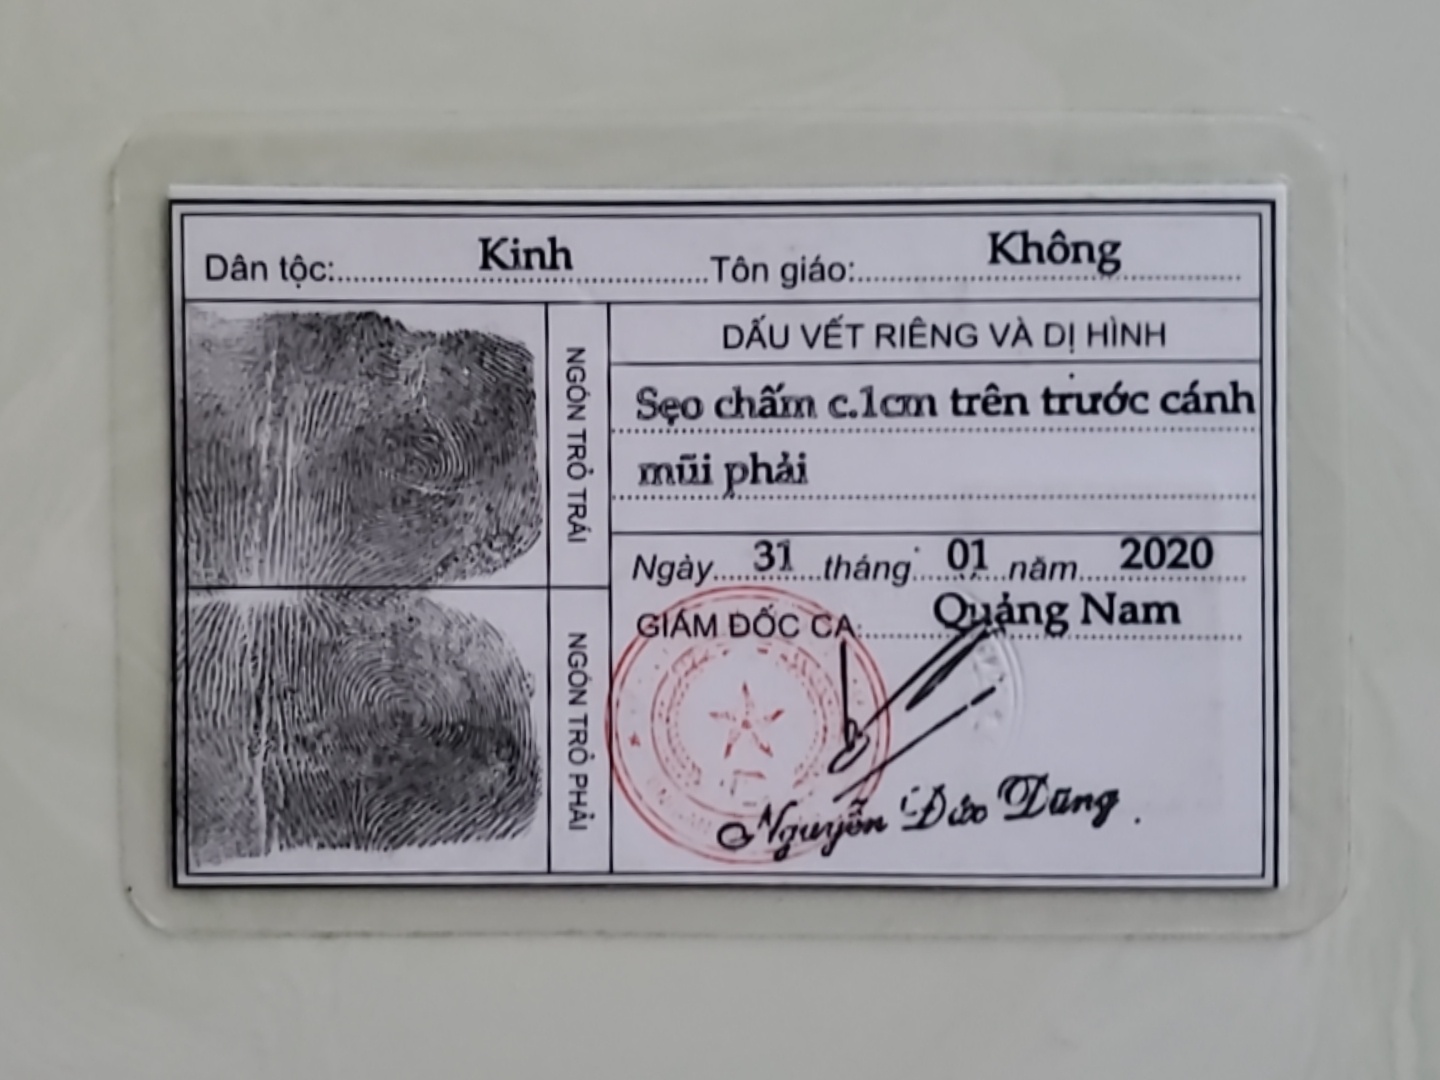 Dân tộc: Kinh Tôn giáo: Không
NGÓN TRỎ TRÁI
DẤU VẾT RIÊNG VÀ DỊ HÌNH
Sẹo chấm c.1cm trên trước cánh
mũi phải
NGÓN TRỎ PHẢI
Ngày 31 tháng 01 năm 2020
GIÁM ĐỐC CA Quảng Nam
Nguyễn Đức Dũng